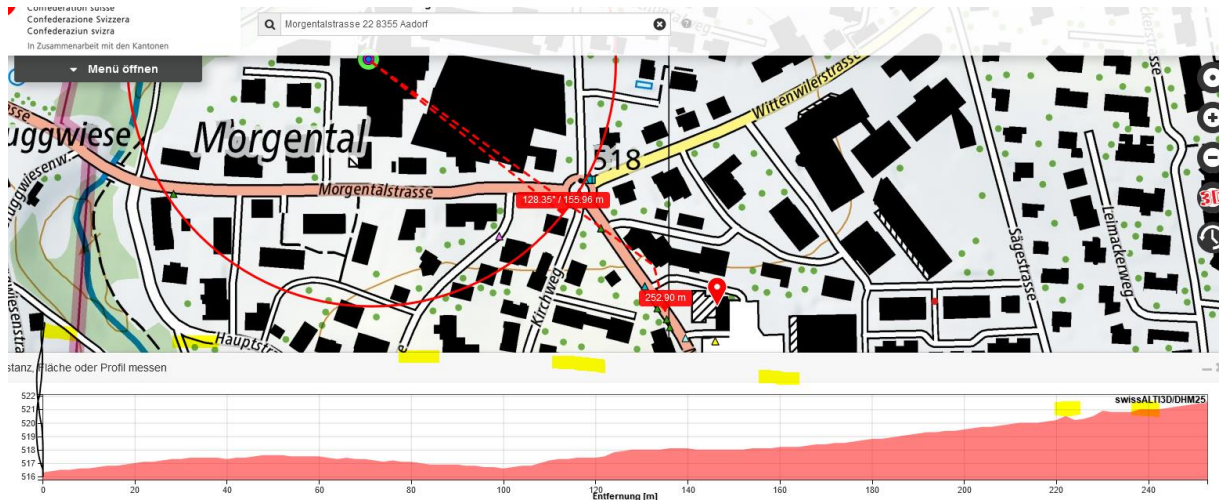 Confederation suisse
Confederazione Svizzera
Confederaziun svizra
In Zusammenarbeit mit den Kantonen
Morgentalstrasse 22 8355 Aadorf
Menü öffnen
Wittenwilerstrasse
uggwiese
Morgental
518
Morgentalstrasse
128.35° / 155.96 m
252.90 m
Kirchweg
Sägestrasse
Leimackerweg
Hauptstr
3D
stanz, Fläche oder Profil messen
swissALTI3D/DHM25
522
521
520
519
518
517
516
0 20 40 60 80 100 120 140 160 180 200 220 240
Entfernung [m]